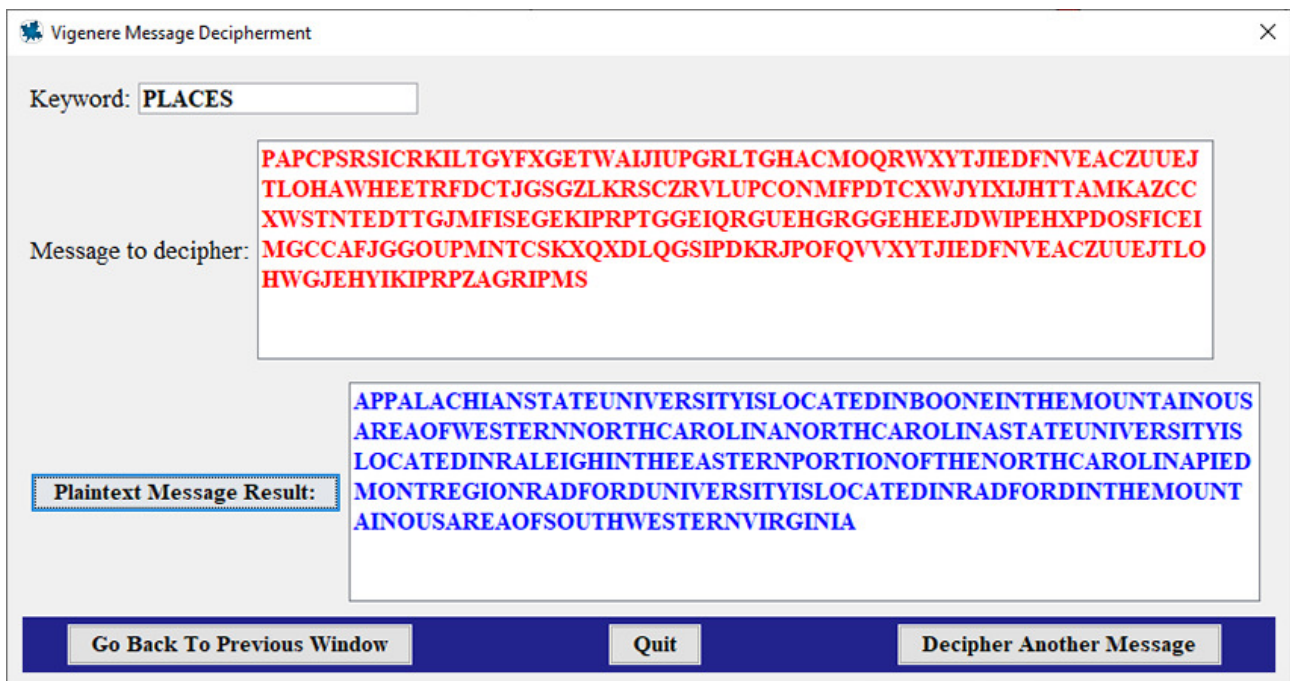 Vigenere Message Decipherment
Keyword: PLACES
PAPCPSRSICRKILTGYFXGETWAIJIUPGRLTGHACMOQRWXYTJIEDFNVEACZUUEJ
TLOHAWHEETRFDCTJGSGZLKRSCZRVLUPCONMFPDTCXWJYIXIJHTTAMKAZCC
XWSTNTEDTTGJMFISEGEKIPRPTGGEIQRGUEHGRGGEHEEJDWIPEHXPDOSFICEI
Message to decipher: MGCCAFJGGOUPMNTCSKXQXDLQGSIPDKRJPOFQVVXYTJIEDFNVEACZUUEJTLO
HWGJEHYIKIPRPZAGRIPMS
APPALACHIANSTATEUNIVERSITYISLOCATEDINBOONEINTHEMOUNTAINOUS
AREAOFWESTERNNORTHCAROLINANORTHCAROLINASTATEUNIVERSITYIS
LOCATEDINRALEIGHINTHEEASTERNPORTIONOFTHENORTHCAROLINAPIED
Plaintext Message Result: MONTREGIONRADFORDUNIVERSITYISLOCATEDINRADFORDINTHEMOUNT
AINOUSAREAOFSOUTHWESTERNVIRGINIA
Go Back To Previous Window Quit Decipher Another Message